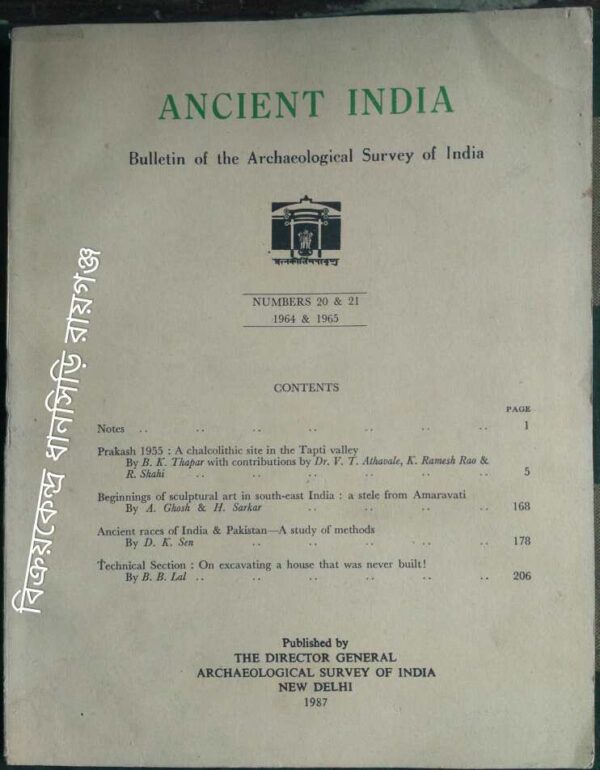 ANCIENT INDIA
Bulletin of the Archaeological Survey of India
NUMBERS 20 & 21
1964 & 1965
CONTENTS
PAGE
Notes .. .. .. .. .. .. .. 1
Prakash 1955 : A chalcolithic site in the Tapti valley
By B. K. Thapar with contributions by Dr. V. T. Athavale, K. Ramesh Rao &
R. Shahi .. .. .. .. .. .. 5
Beginnings of sculptural art in south-east India : a stele from Amaravati
By A. Ghosh & H. Sarkar .. .. .. .. 168
Ancient races of India & Pakistan—A study of methods
By D. K. Sen .. .. .. .. .. .. 178
Technical Section : On excavating a house that was never built!
By B. B. Lal .. .. .. .. .. .. 206
Published by
THE DIRECTOR GENERAL
ARCHAEOLOGICAL SURVEY OF INDIA
NEW DELHI
1987
বিক্রয়কেন্দ্র ধানসিড়ি রায়গঞ্জ